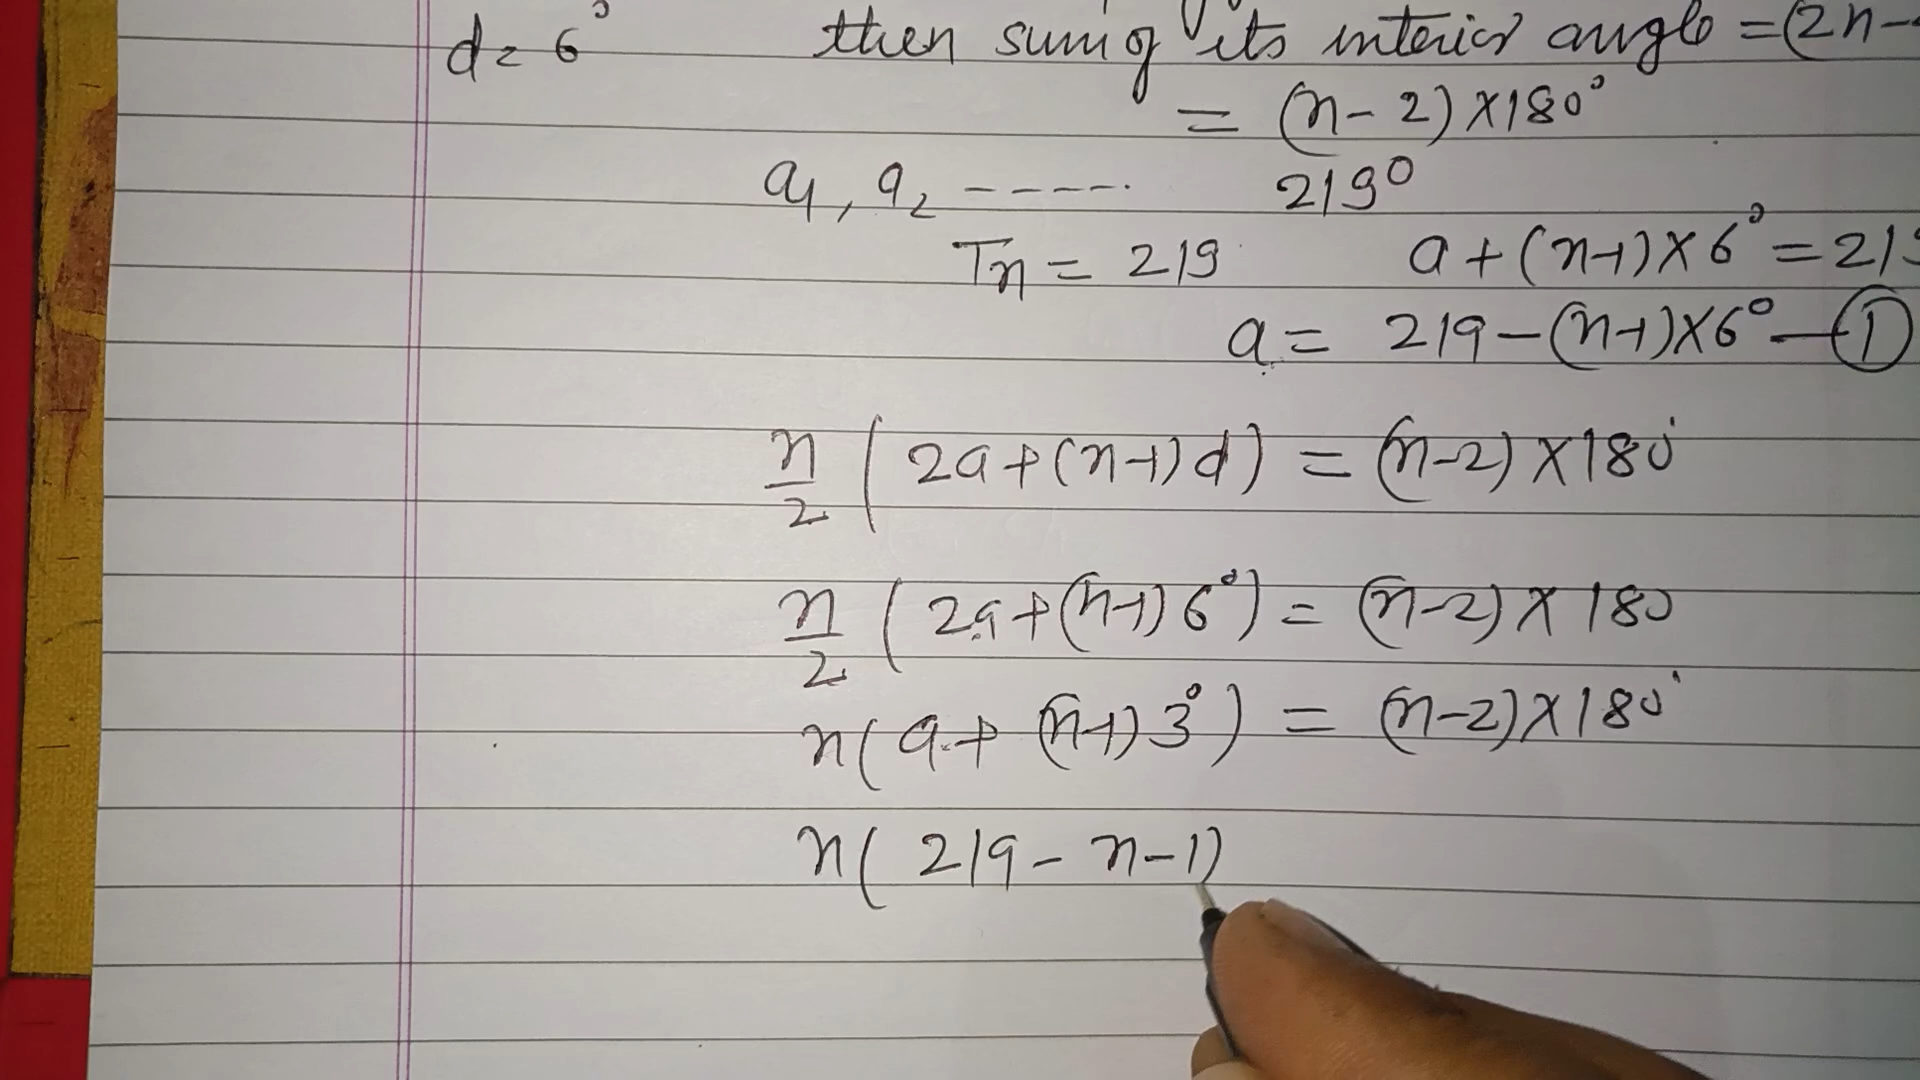 d = 6° then sum of its interior angle = (2n-
= (n-2)×180°
a₁, a₂ ------ 219°
Tn = 219 a+(n-1)×6° = 219
a = 219-(n-1)×6° — ①
n/2 (2a+(n-1)d) = (n-2)×180°
n/2 (2a+(n-1)6°) = (n-2)×180
n(a+(n-1)3°) = (n-2)×180°
n(219-n-1)